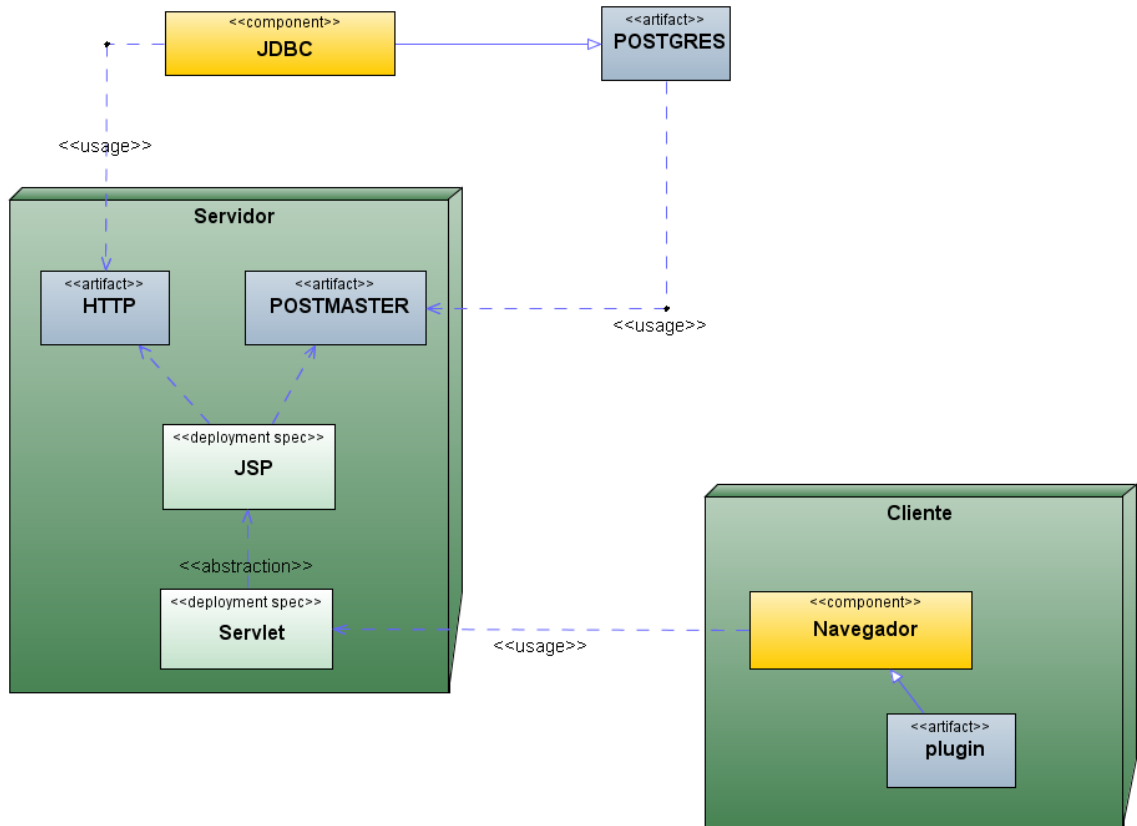 <<component>>
JDBC
<<artifact>>
POSTGRES
<<usage>>
Servidor
<<artifact>>
HTTP
<<artifact>>
POSTMASTER
<<usage>>
<<deployment spec>>
JSP
<<abstraction>>
<<deployment spec>>
Servlet
<<usage>>
Cliente
<<component>>
Navegador
<<artifact>>
plugin